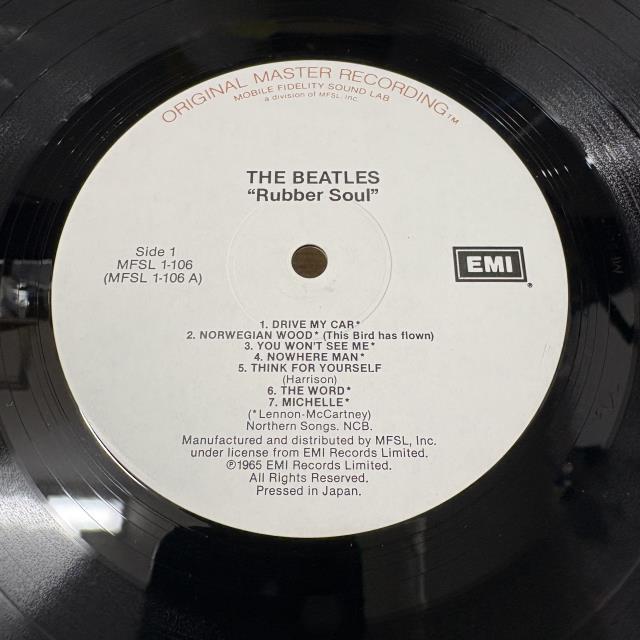 ORIGINAL MASTER RECORDING™
MOBILE FIDELITY SOUND LAB
a division of MFSL, Inc.
THE BEATLES
“Rubber Soul”
Side 1
MFSL 1-106
(MFSL 1-106 A)
EMI
1. DRIVE MY CAR*
2. NORWEGIAN WOOD* (This Bird has flown)
3. YOU WON'T SEE ME*
4. NOWHERE MAN*
5. THINK FOR YOURSELF
(Harrison)
6. THE WORD*
7. MICHELLE*
(*Lennon-McCartney)
Northern Songs. NCB.
Manufactured and distributed by MFSL, Inc.
under license from EMI Records Limited.
℗1965 EMI Records Limited.
All Rights Reserved.
Pressed in Japan.